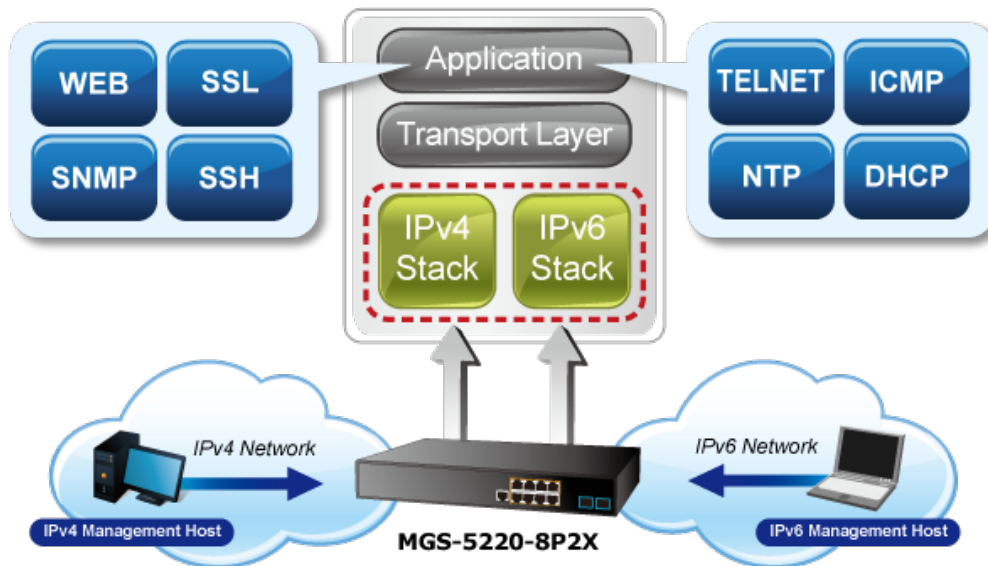 WEB
SSL
SNMP
SSH
Application
Transport Layer
IPv4
Stack
IPv6
Stack
TELNET
ICMP
NTP
DHCP
IPv4 Network
IPv6 Network
IPv4 Management Host
IPv6 Management Host
MGS-5220-8P2X